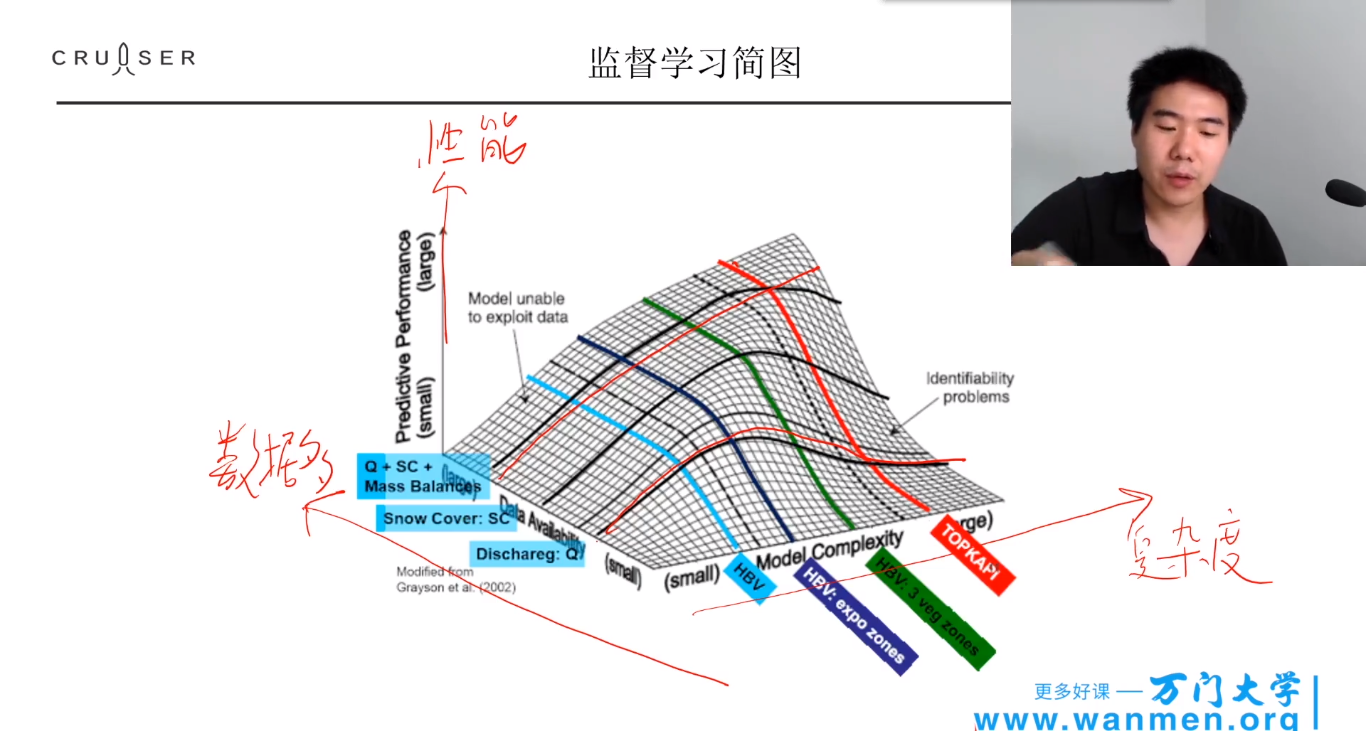 CRUISER
监督学习简图
性能
Predictive Performance
(small) (large)
Model unable
to exploit data
Identifiability
problems
数据多
Q + SC +
Mass Balances
(large)
Snow Cover: SC
Data Availability
Dischareg: Q
(small)
Modified from
Grayson et al. (2002)
(small)
Model Complexity
(large)
HBV
HBV: expo zones
HBV: 3 veg zones
TOPKAPI
复杂度
更多好课 — 万门大学
www.wanmen.org